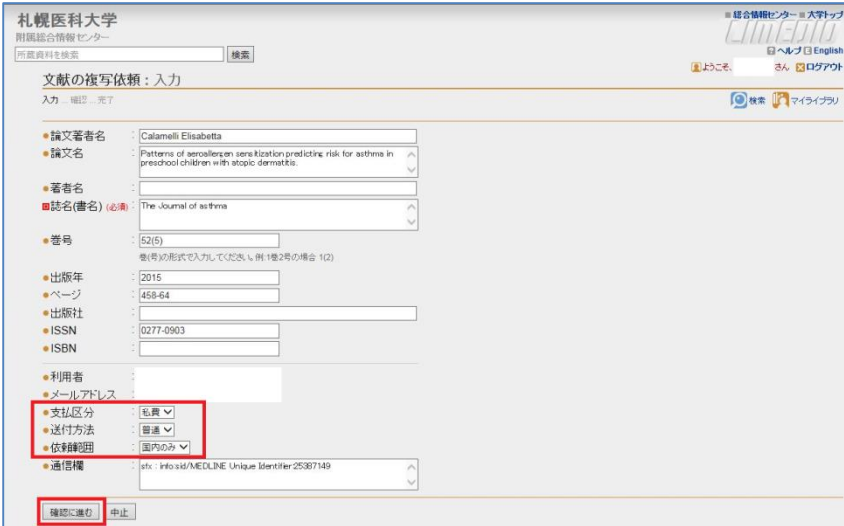 札幌医科大学
附属総合情報センター
■総合情報センター ■大学トップ
Limedio
所蔵資料を検索 検索
? ヘルプ E English
ようこそ、 さん ログアウト
文献の複写依頼：入力
入力 ... 確認 ... 完了
検索 マイライブラリ
●論文著者名 : Calamelli Elisabetta
●論文名 : Patterns of aeroallergen sensitization predicting risk for asthma in
preschool children with atopic dermatitis.
●著者名 :
誌名(書名) (必須) : The Journal of asthma
●巻号 : 52(5)
巻(号)の形式で入力してください。例:1巻2号の場合 1(2)
●出版年 : 2015
●ページ : 458-64
●出版社 :
●ISSN : 0277-0903
●ISBN :
●利用者 :
●メールアドレス :
●支払区分 : 私費
●送付方法 : 普通
●依頼範囲 : 国内のみ
●通信欄 : sfx : info:sid/MEDLINE Unique Identifier:25387149
確認に進む 中止